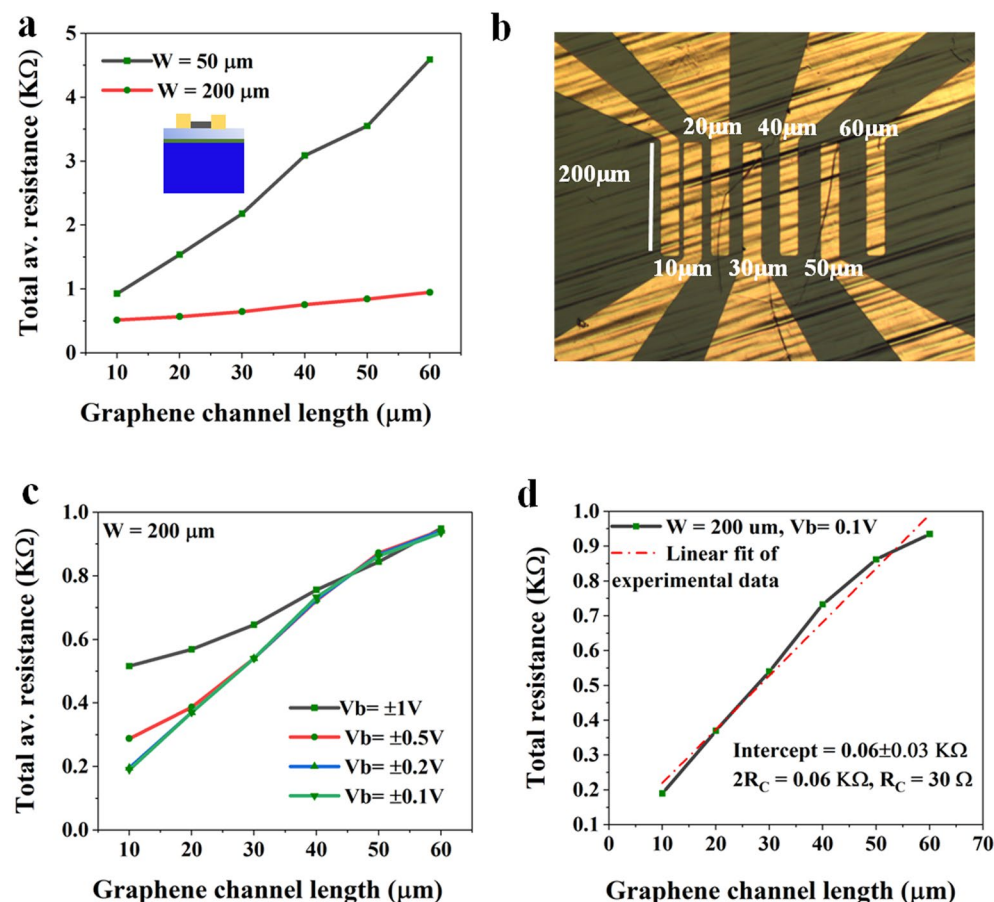 a
Total av. resistance (KΩ)
5
4
3
2
1
0
W = 50 μm
W = 200 μm
10 20 30 40 50 60
Graphene channel length (μm)
b
20μm 40μm 60μm
200μm
10μm 30μm 50μm
c
Total av. resistance (KΩ)
1.0
0.8
0.6
0.4
0.2
0.0
W = 200 μm
Vb= ±1V
Vb= ±0.5V
Vb= ±0.2V
Vb= ±0.1V
10 20 30 40 50 60
Graphene channel length (μm)
d
Total resistance (KΩ)
1.0
0.9
0.8
0.7
0.6
0.5
0.4
0.3
0.2
0.1
W = 200 um, Vb= 0.1V
Linear fit of
experimental data
Intercept = 0.06±0.03 KΩ
2R_C = 0.06 KΩ, R_C = 30 Ω
0 10 20 30 40 50 60 70
Graphene channel length (μm)